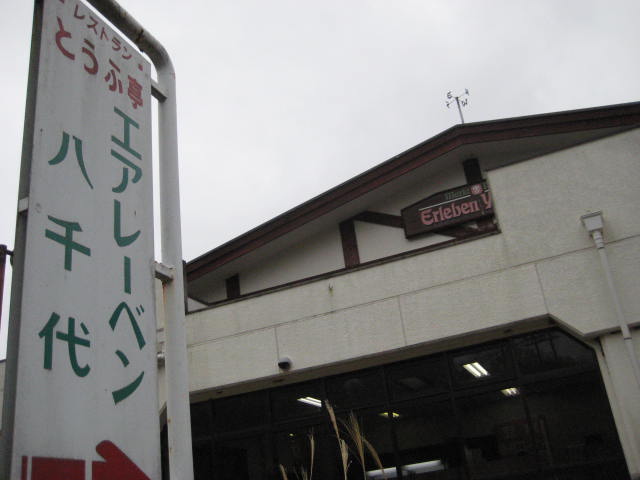 レストラン
とうふ亭
エアレーベン
八千代
Erleben